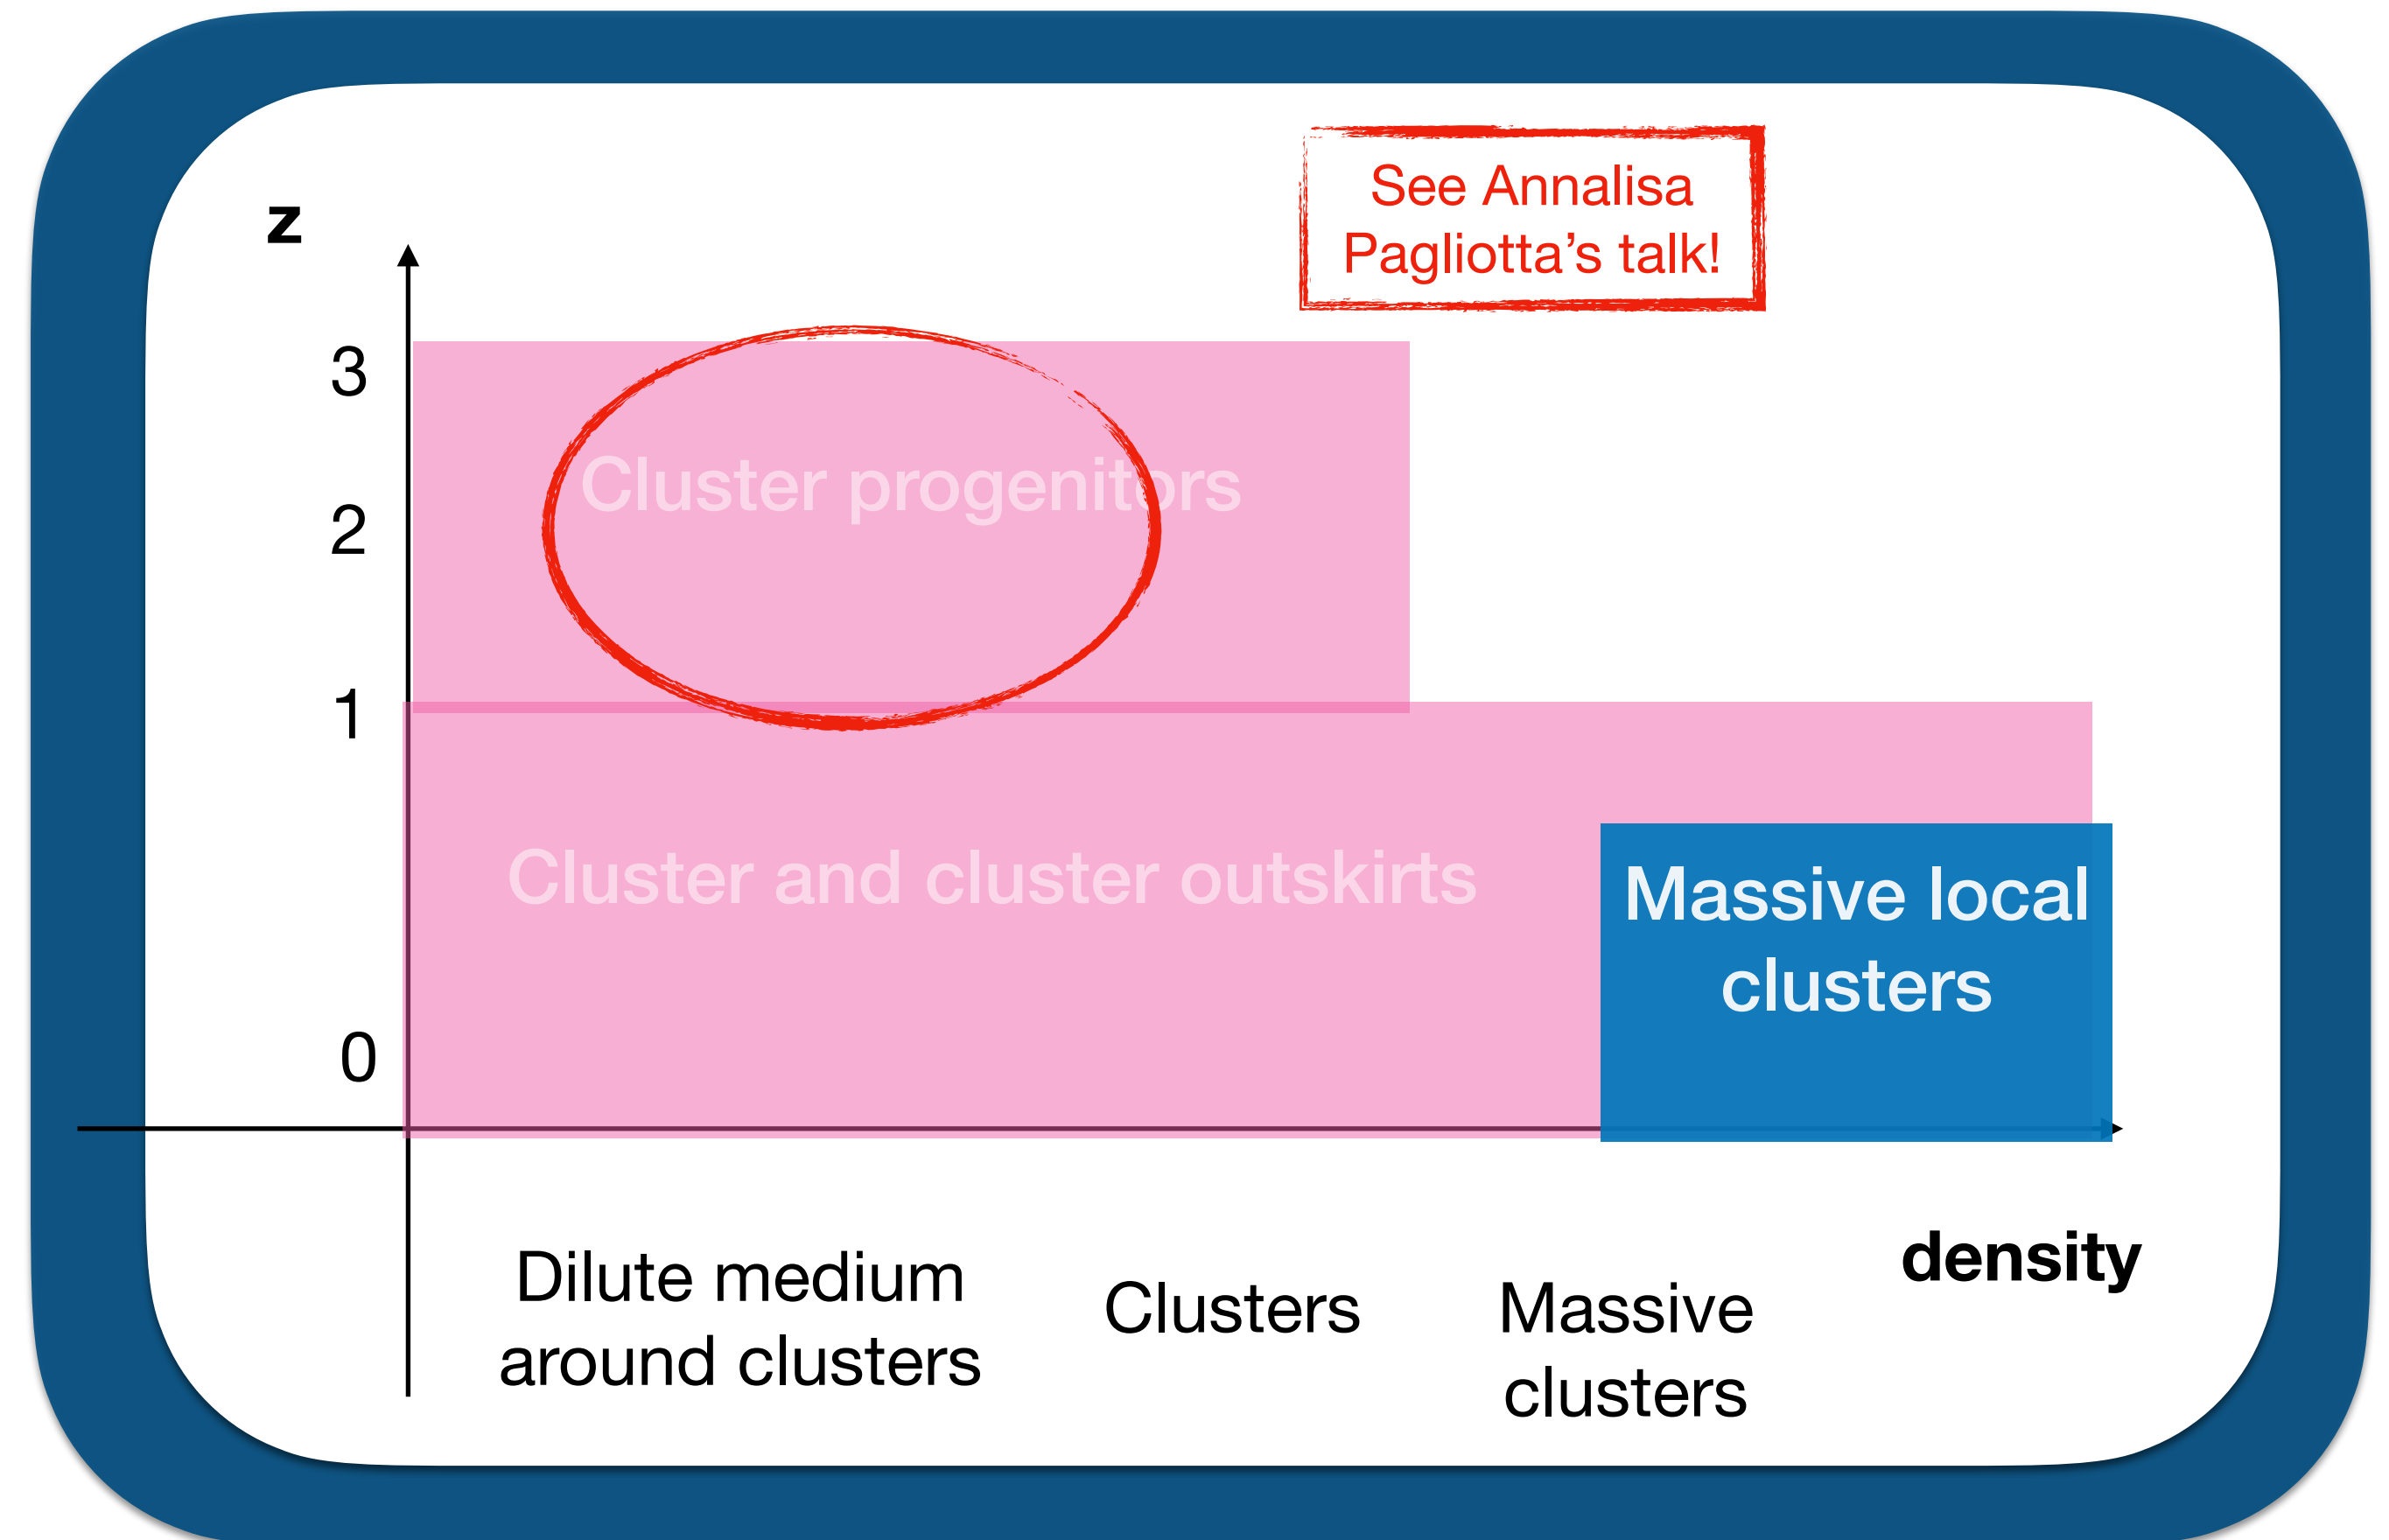 See Annalisa
Pagliotta’s talk!
z
3
Cluster progenitors
2
1
Cluster and cluster outskirts
Massive local
clusters
0
density
Dilute medium
around clusters
Clusters
Massive
clusters